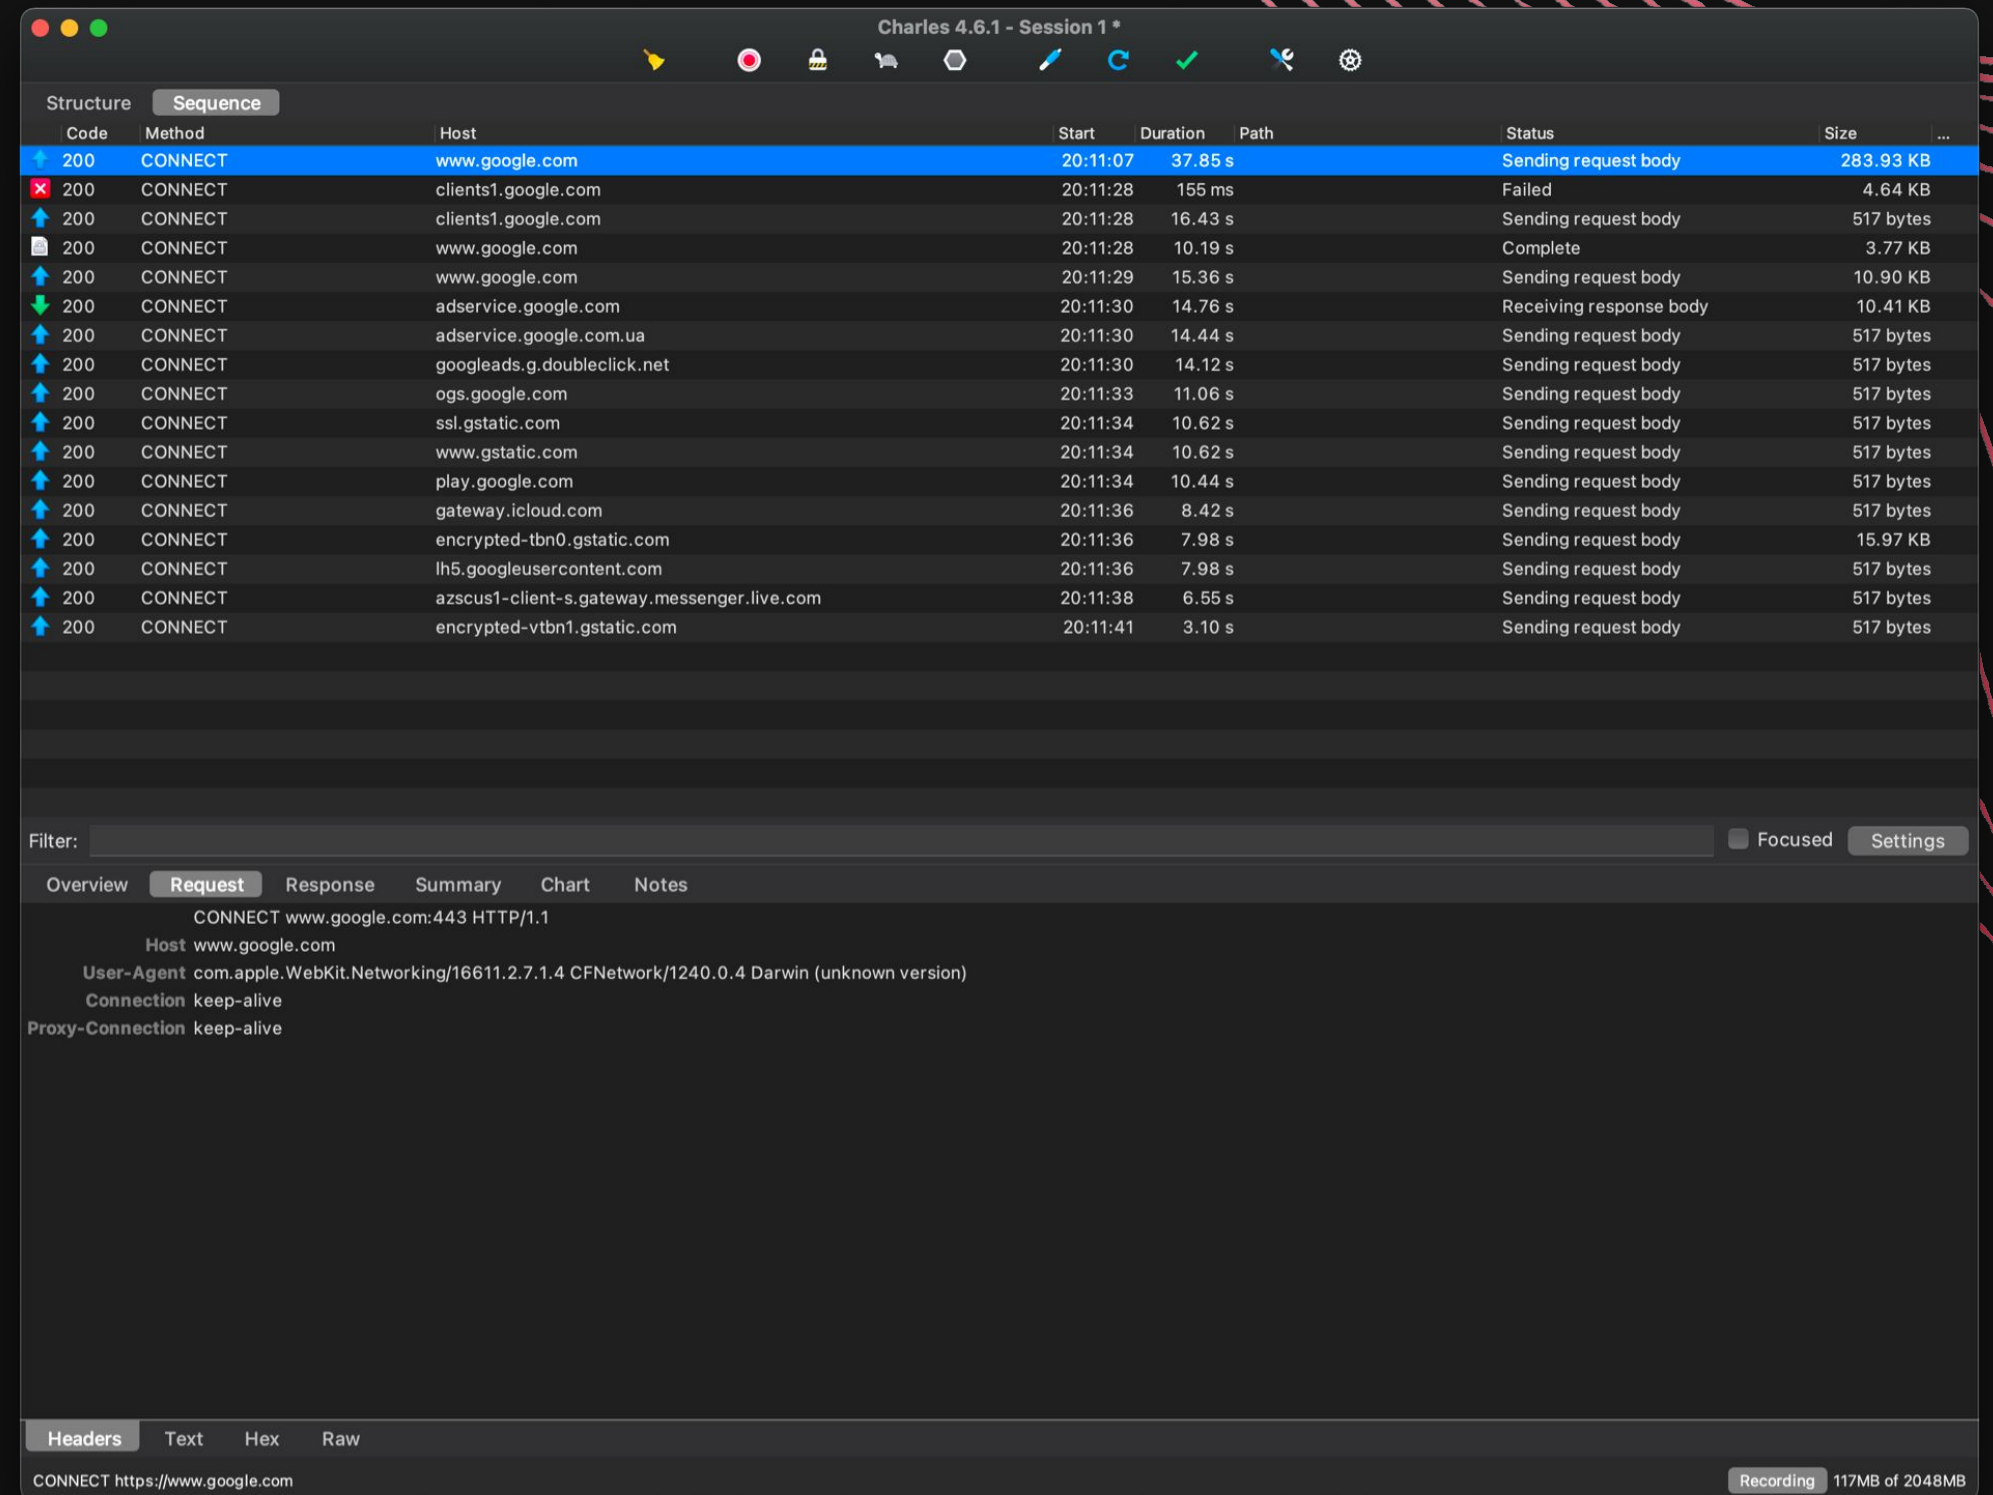 Charles 4.6.1 - Session 1 *
Structure Sequence
Code Method Host Start Duration Path Status Size ...
200 CONNECT www.google.com 20:11:07 37.85 s Sending request body 283.93 KB
200 CONNECT clients1.google.com 20:11:28 155 ms Failed 4.64 KB
200 CONNECT clients1.google.com 20:11:28 16.43 s Sending request body 517 bytes
200 CONNECT www.google.com 20:11:28 10.19 s Complete 3.77 KB
200 CONNECT www.google.com 20:11:29 15.36 s Sending request body 10.90 KB
200 CONNECT adservice.google.com 20:11:30 14.76 s Receiving response body 10.41 KB
200 CONNECT adservice.google.com.ua 20:11:30 14.44 s Sending request body 517 bytes
200 CONNECT googleads.g.doubleclick.net 20:11:30 14.12 s Sending request body 517 bytes
200 CONNECT ogs.google.com 20:11:33 11.06 s Sending request body 517 bytes
200 CONNECT ssl.gstatic.com 20:11:34 10.62 s Sending request body 517 bytes
200 CONNECT www.gstatic.com 20:11:34 10.62 s Sending request body 517 bytes
200 CONNECT play.google.com 20:11:34 10.44 s Sending request body 517 bytes
200 CONNECT gateway.icloud.com 20:11:36 8.42 s Sending request body 517 bytes
200 CONNECT encrypted-tbn0.gstatic.com 20:11:36 7.98 s Sending request body 15.97 KB
200 CONNECT lh5.googleusercontent.com 20:11:36 7.98 s Sending request body 517 bytes
200 CONNECT azscus1-client-s.gateway.messenger.live.com 20:11:38 6.55 s Sending request body 517 bytes
200 CONNECT encrypted-vtbn1.gstatic.com 20:11:41 3.10 s Sending request body 517 bytes
Filter: Focused Settings
Overview Request Response Summary Chart Notes
CONNECT www.google.com:443 HTTP/1.1
Host www.google.com
User-Agent com.apple.WebKit.Networking/16611.2.7.1.4 CFNetwork/1240.0.4 Darwin (unknown version)
Connection keep-alive
Proxy-Connection keep-alive
Headers Text Hex Raw
CONNECT https://www.google.com Recording 117MB of 2048MB